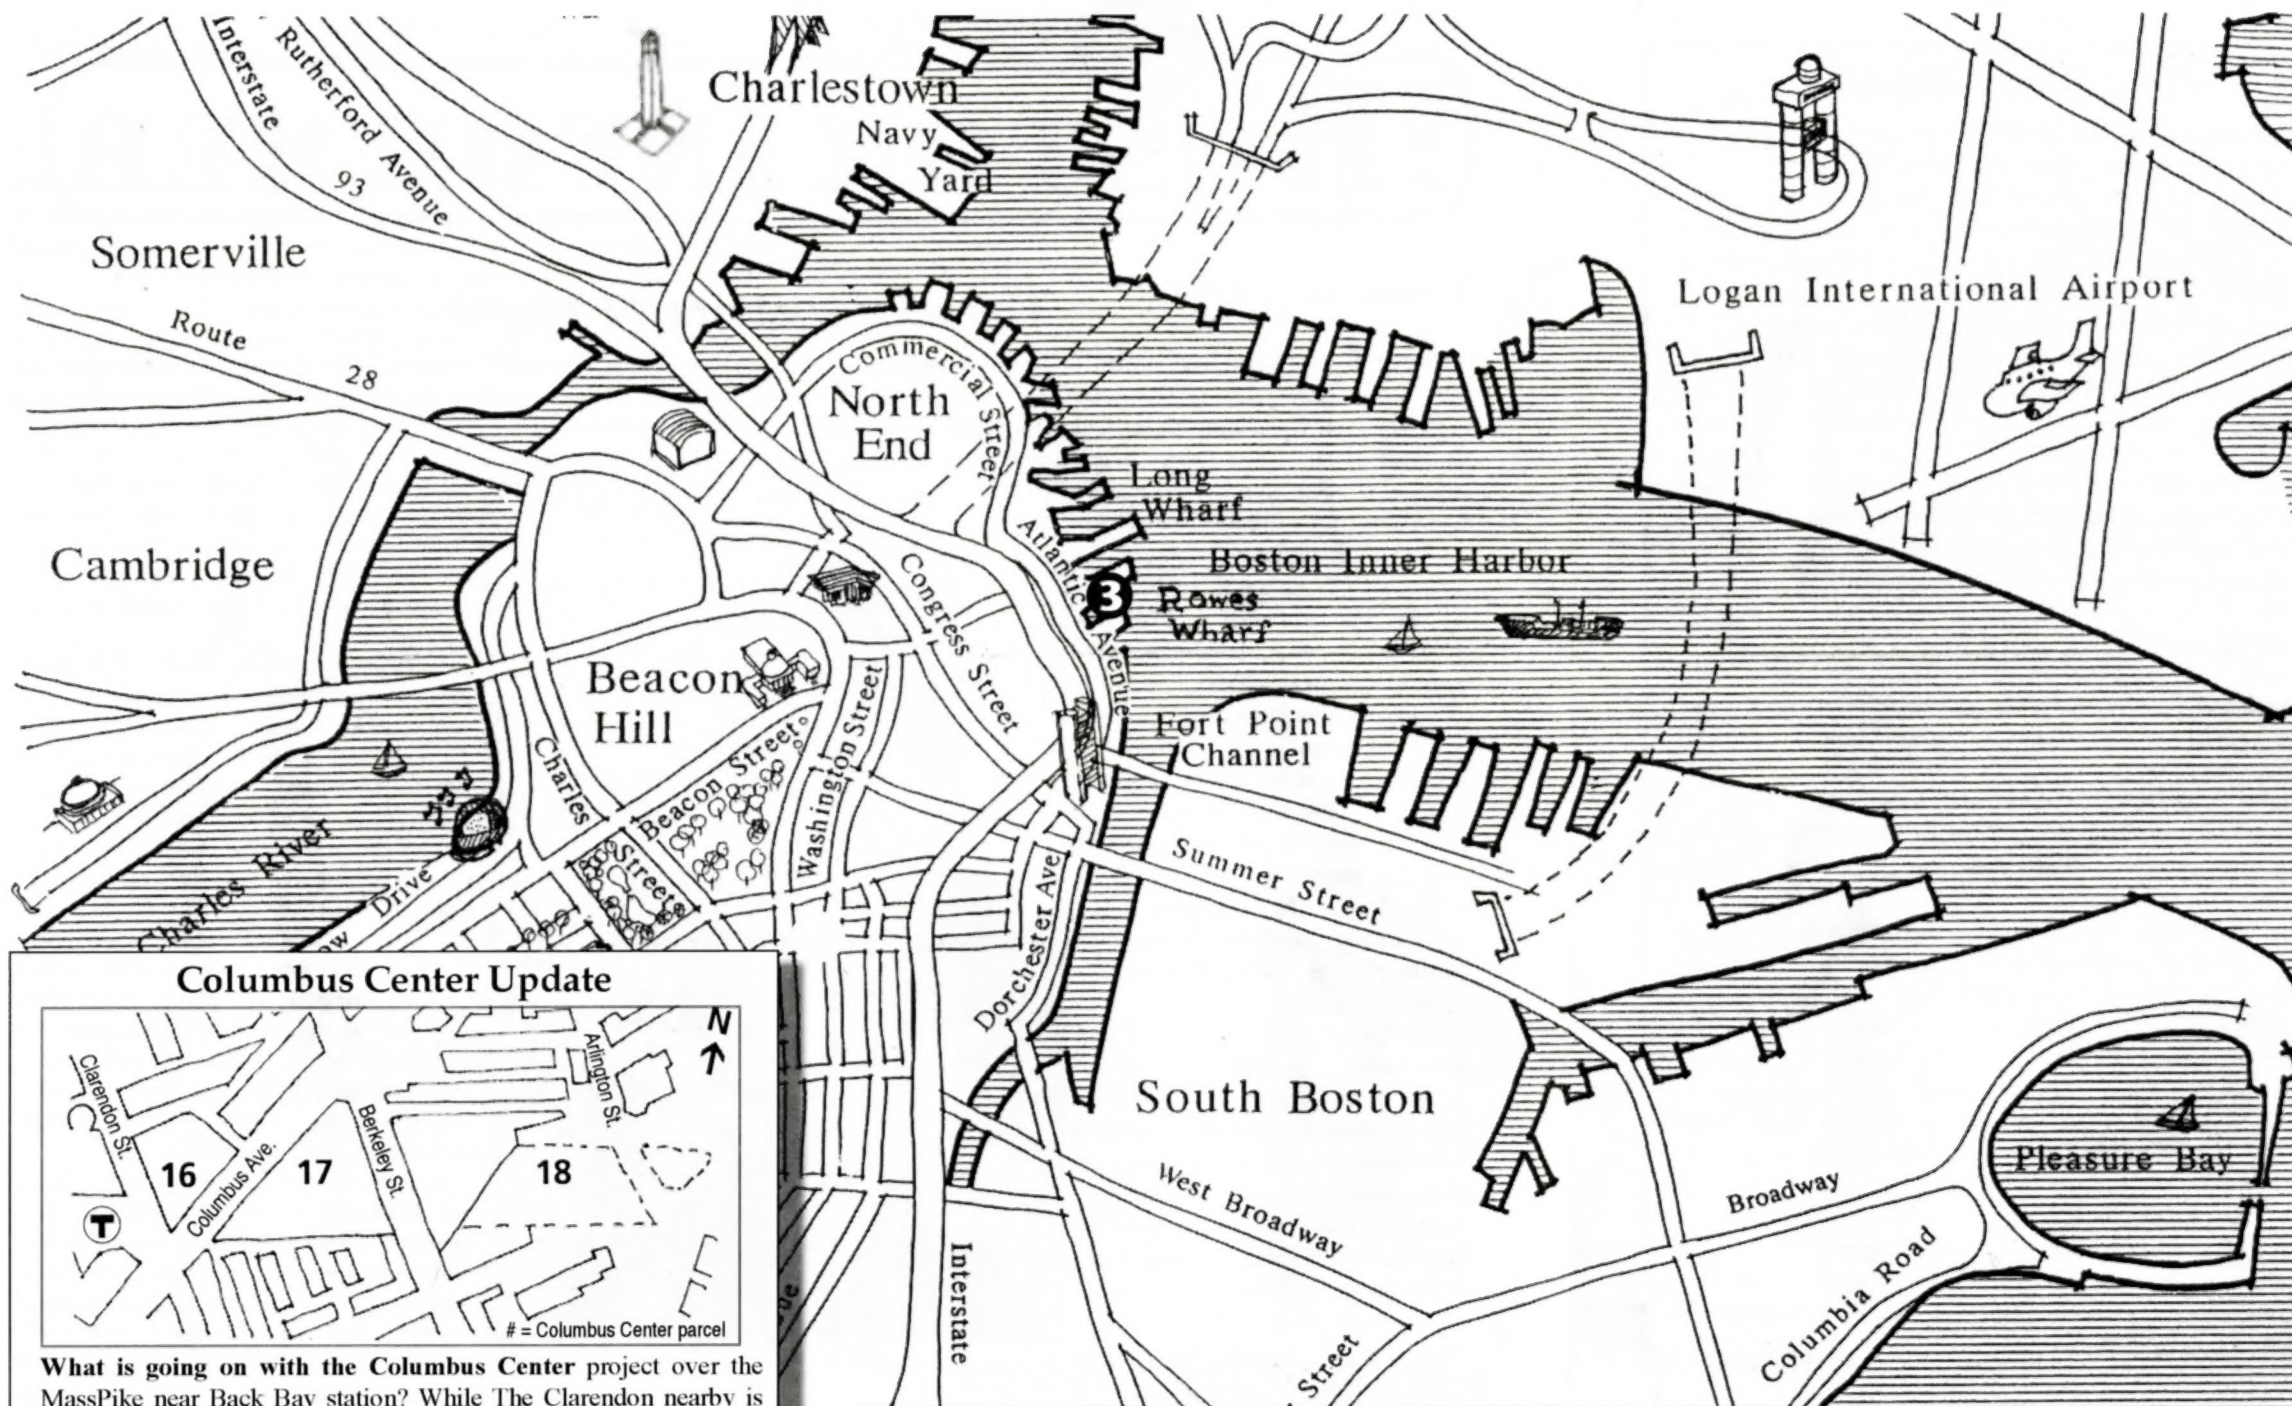 Interstate
93
Rutherford Avenue
Charlestown
Navy
Yard
Somerville
Route
28
Logan International Airport
Commercial Street
North
End
Long
Wharf
Atlantic Avenue
Boston Inner Harbor
3
Rowes
Wharf
Cambridge
Congress Street
Beacon
Hill
Washington Street
Fort Point
Channel
Charles Street
Beacon Street
Summer Street
Charles River
Drive
Dorchester Ave
South Boston
Pleasure Bay
West Broadway
Broadway
Columbia Road
Interstate
Street
Columbus Center Update
N
Clarendon St.
Arlington St.
Berkeley St.
Columbus Ave.
16
17
18
T
# = Columbus Center parcel
What is going on with the Columbus Center project over the
MassPike near Back Bay station? While The Clarendon nearby is